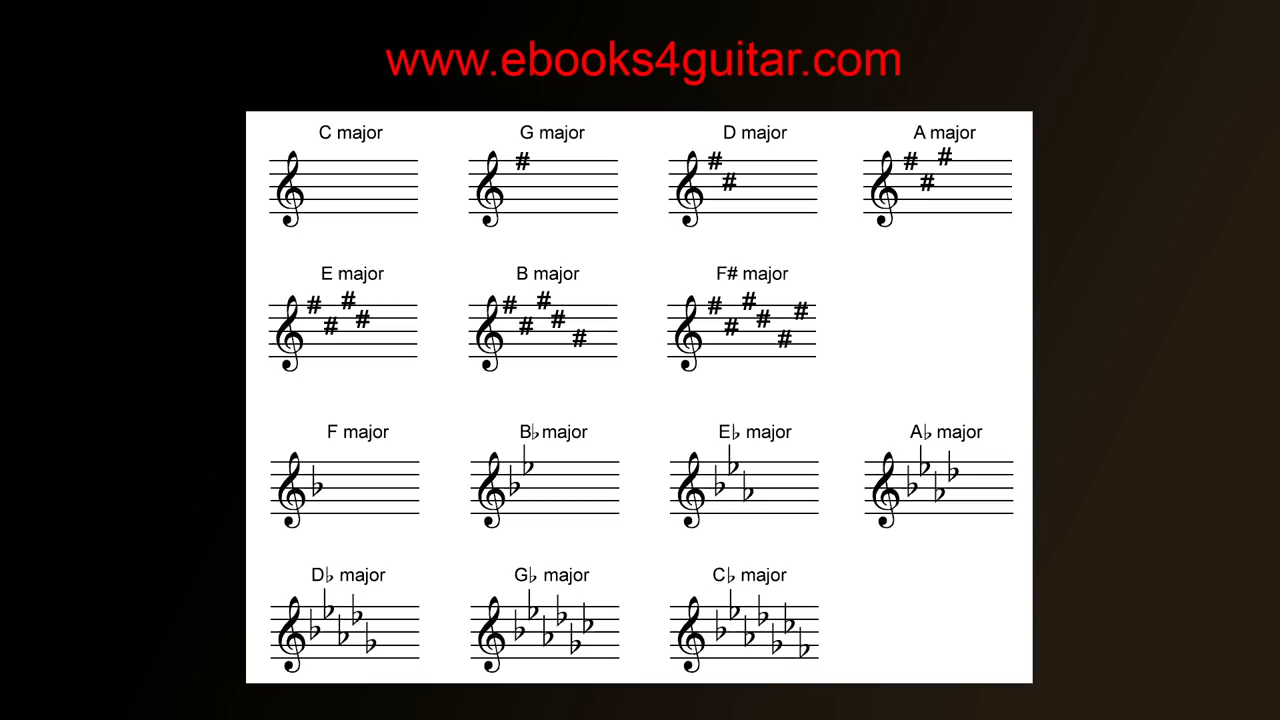 www.ebooks4guitar.com
C major G major D major A major
E major B major F# major
F major B♭ major E♭ major A♭ major
D♭ major G♭ major C♭ major